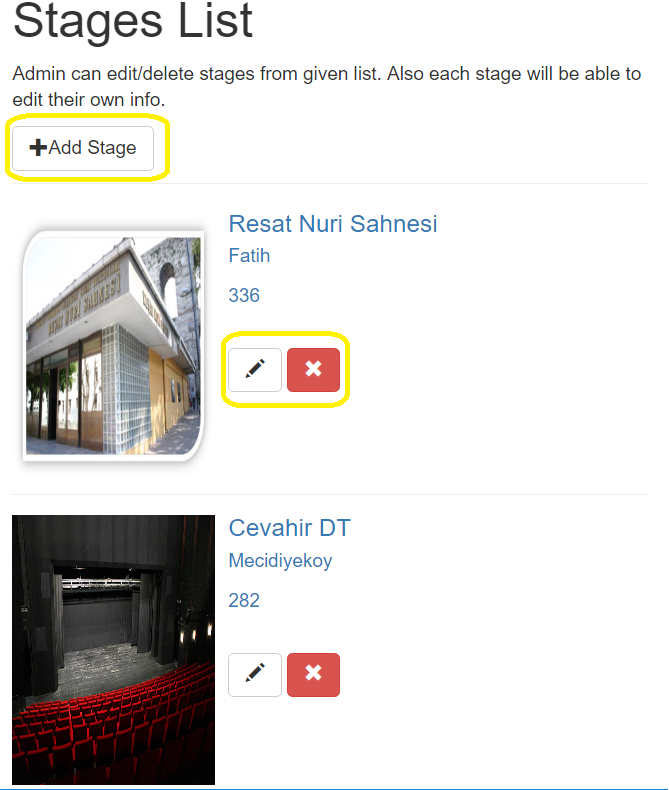 Stages List
Admin can edit/delete stages from given list. Also each stage will be able to
edit their own info.
Add Stage
Resat Nuri Sahnesi
Fatih
336
REŞAT NURİ SAHNESİ
Cevahir DT
Mecidiyekoy
282